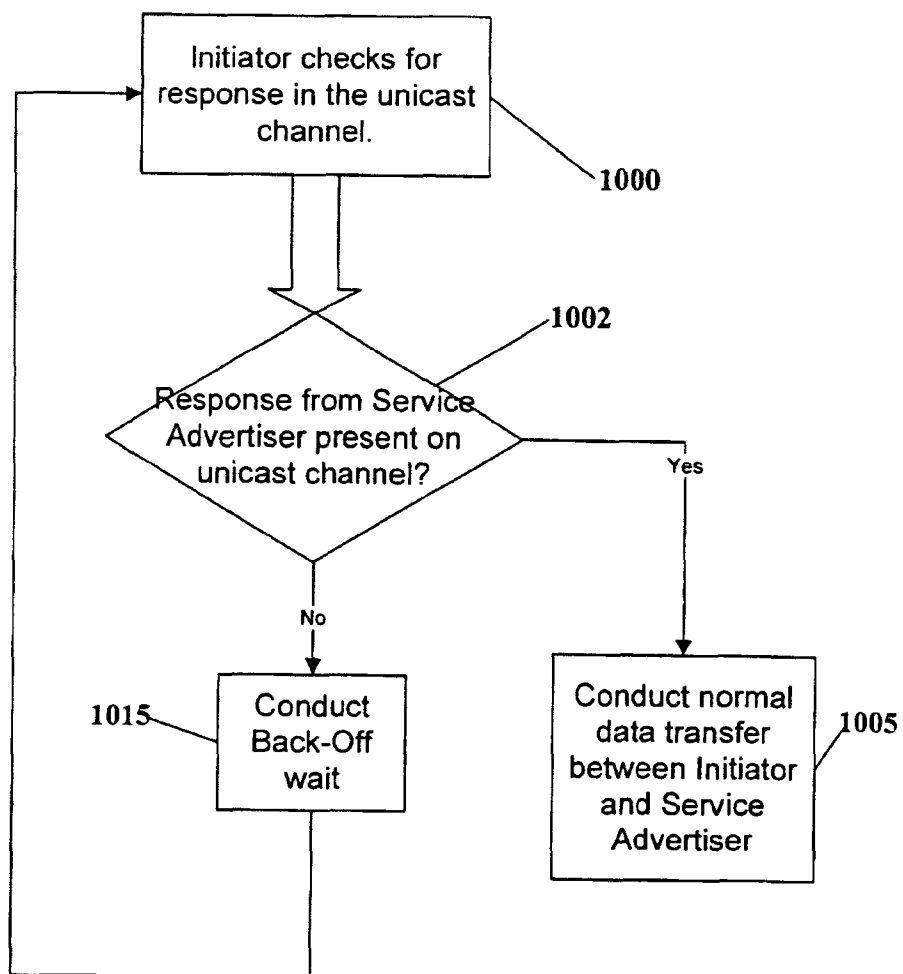 Initiator checks for
response in the unicast
channel.
1000
1002
Response from Service
Advertiser present on
unicast channel?
Yes
No
1015
Conduct
Back-Off
wait
Conduct normal
data transfer
between Initiator
and Service
Advertiser
1005